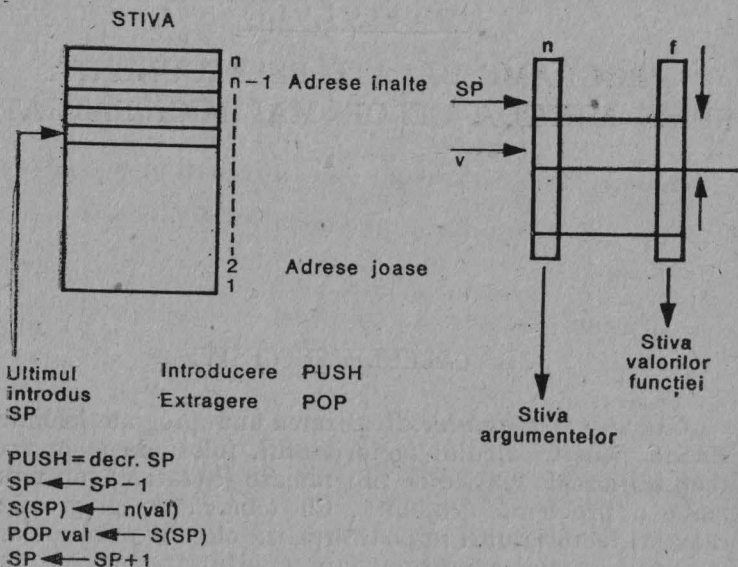 STIVA
n
n-1 Adrese înalte
2 Adrese joase
1
Ultimul
introdus
SP
Introducere PUSH
Extragere POP
PUSH = decr. SP
SP ← SP-1
S(SP) ← n(val)
POP val ← S(SP)
SP ← SP+1
n f
SP
v
Stiva
valorilor
funcției
Stiva
argumentelor